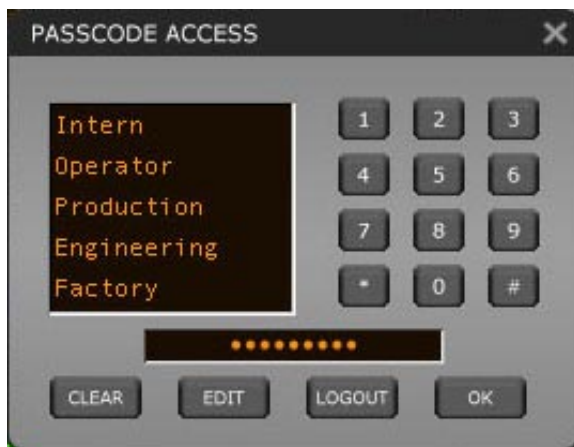 PASSCODE ACCESS
Intern
Operator
Production
Engineering
Factory
1 2 3
4 5 6
7 8 9
* 0 #
•••••••••
CLEAR EDIT LOGOUT OK